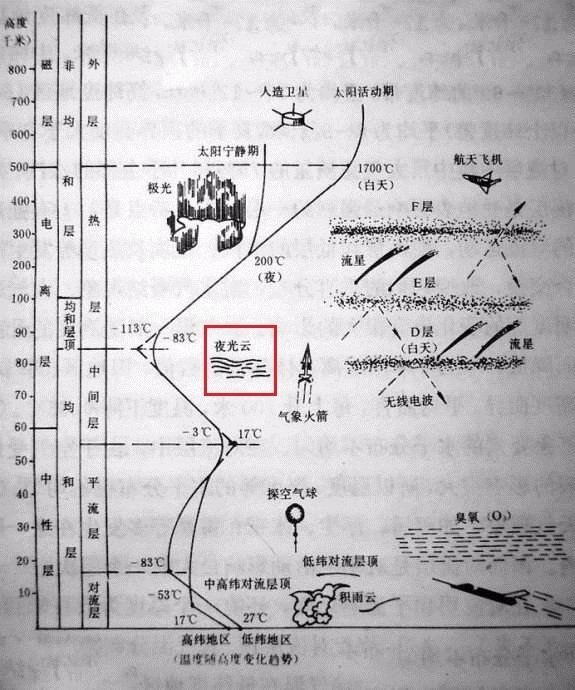 高度
(千米)
磁层
非均和层
外层
人造卫星
太阳活动期
太阳宁静期
800
700
600
500
400
300
200
100
90
80
70
60
50
40
30
20
10
极光
1700℃
(白天)
航天飞机
F层
200℃
(夜)
流星
E层
电离层
热层
均和层顶
-113℃
-83℃
夜光云
D层
(白天)
流星
中间层
气象火箭
无线电波
-3℃
17℃
中性层
均和层
平流层
探空气球
臭氧(O₃)
-83℃
低纬对流层顶
中高纬对流层顶
对流层
-53℃
积雨云
17℃
27℃
高纬地区
低纬地区
(温度随高度变化趋势)